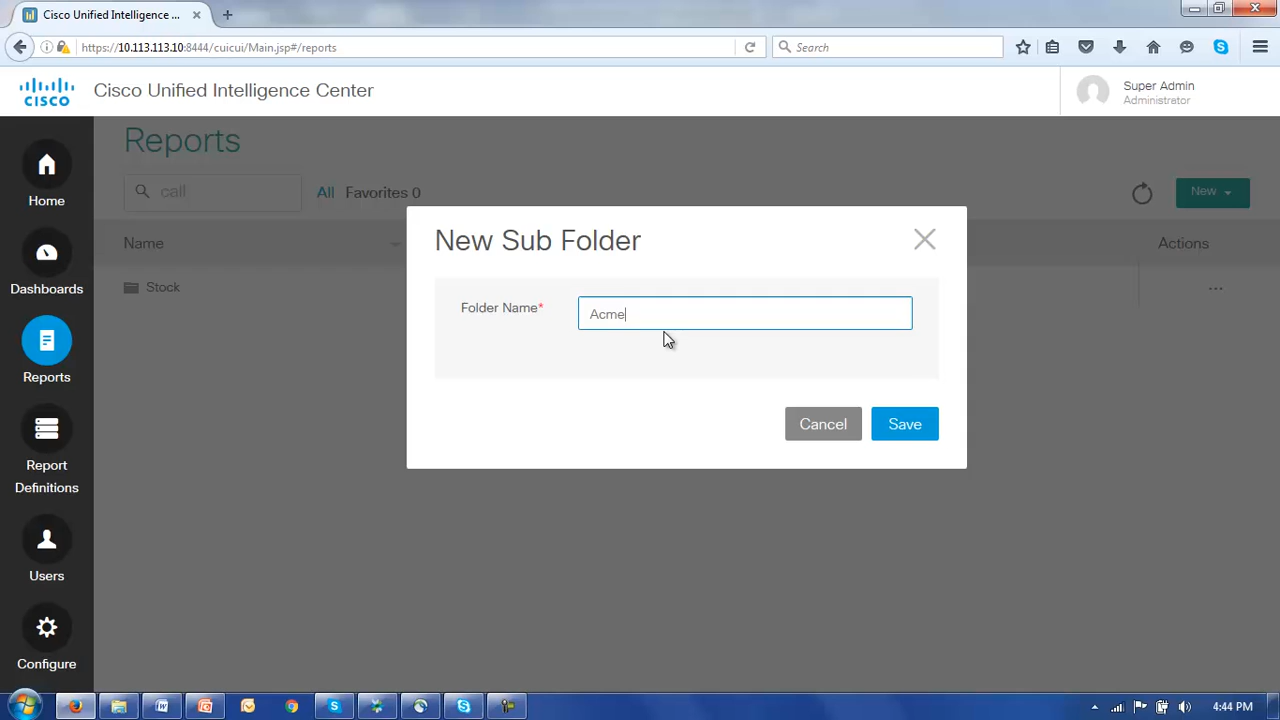 Cisco Unified Intelligence ...
https://10.113.113.10:8444/cuicui/Main.jsp#/reports
Search
CISCO
Cisco Unified Intelligence Center
Super Admin
Administrator
Home
Dashboards
Reports
Report
Definitions
Users
Configure
Reports
call
All
Favorites 0
New
Name
Actions
Stock
...
New Sub Folder
Folder Name*
Acme
Cancel
Save
4:44 PM